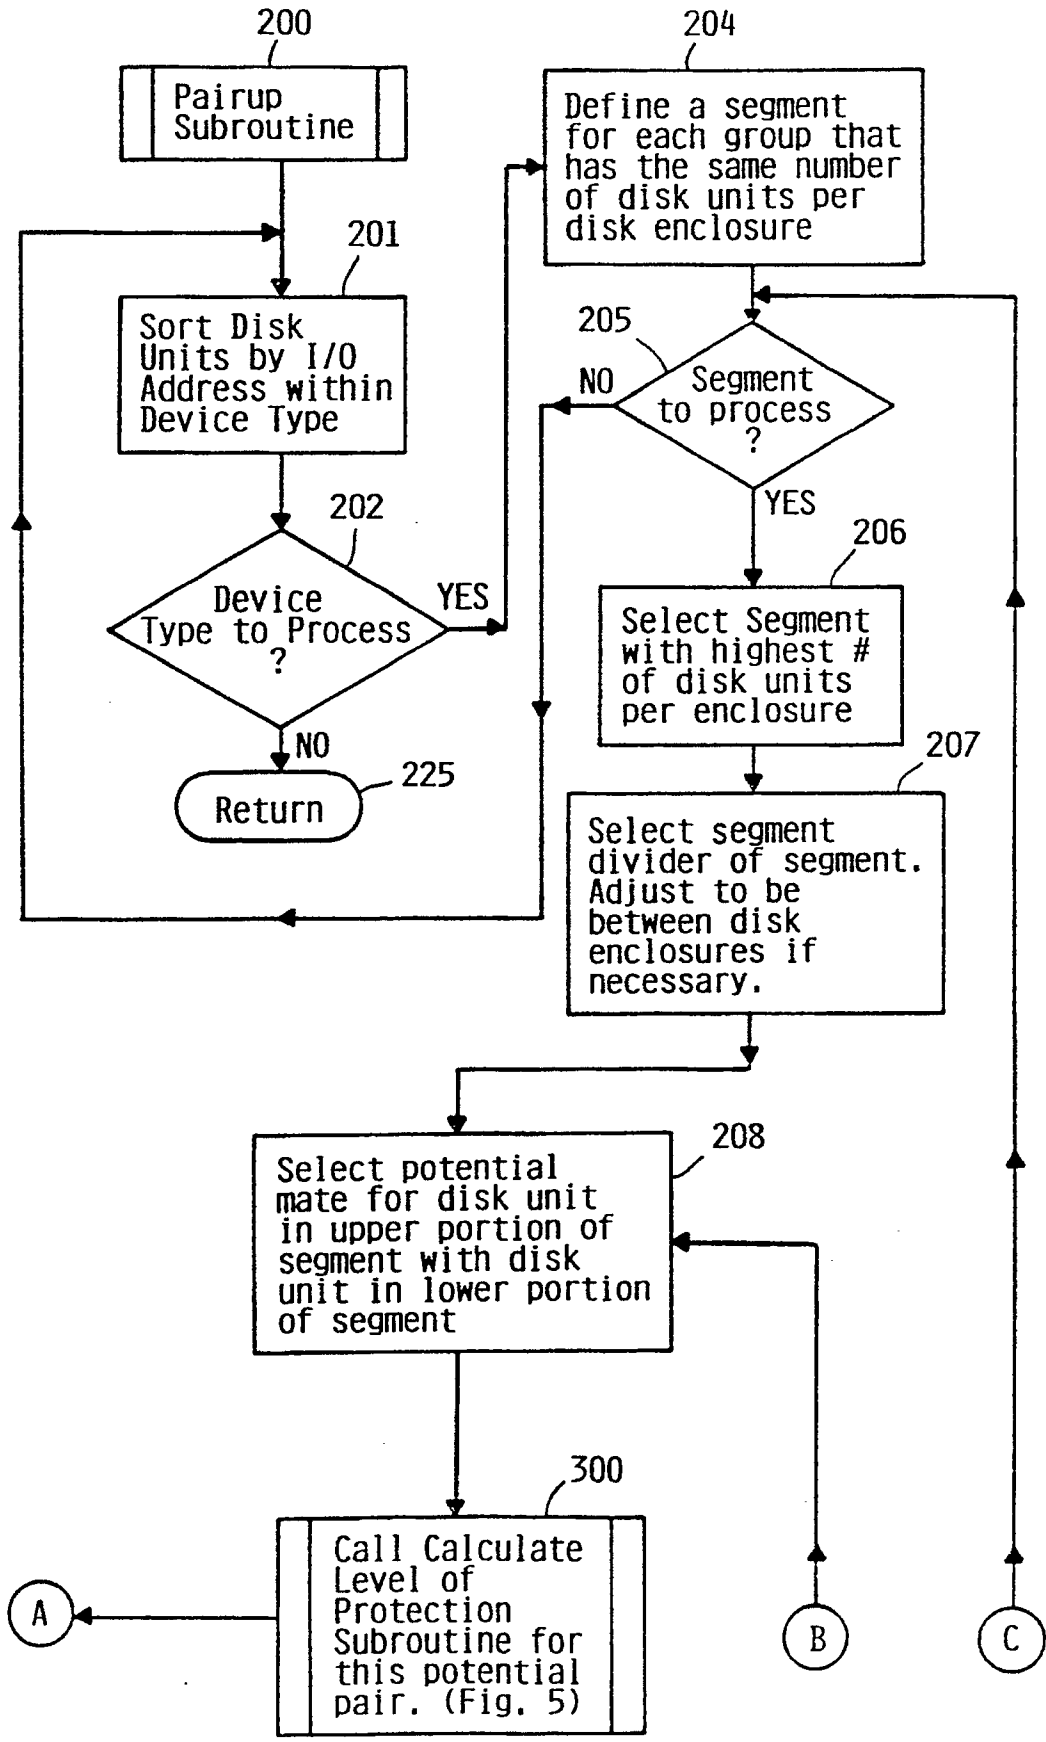 200
Pairup
Subroutine
201
Sort Disk
Units by I/O
Address within
Device Type
202
Device
Type to Process
?
YES
NO
225
Return
204
Define a segment
for each group that
has the same number
of disk units per
disk enclosure
205
NO
Segment
to process
?
YES
206
Select Segment
with highest #
of disk units
per enclosure
207
Select segment
divider of segment.
Adjust to be
between disk
enclosures if
necessary.
208
Select potential
mate for disk unit
in upper portion of
segment with disk
unit in lower portion
of segment
300
Call Calculate
Level of
Protection
Subroutine for
this potential
pair. (Fig. 5)
A
B
C